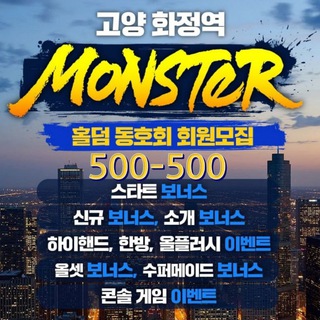 고양 화정역
MONSTER
홀덤 동호회 회원모집
500-500
스타트 보너스
신규 보너스, 소개 보너스
하이핸드, 한방, 올플러시 이벤트
올셋 보너스, 수퍼메이드 보너스
콘솔 게임 이벤트